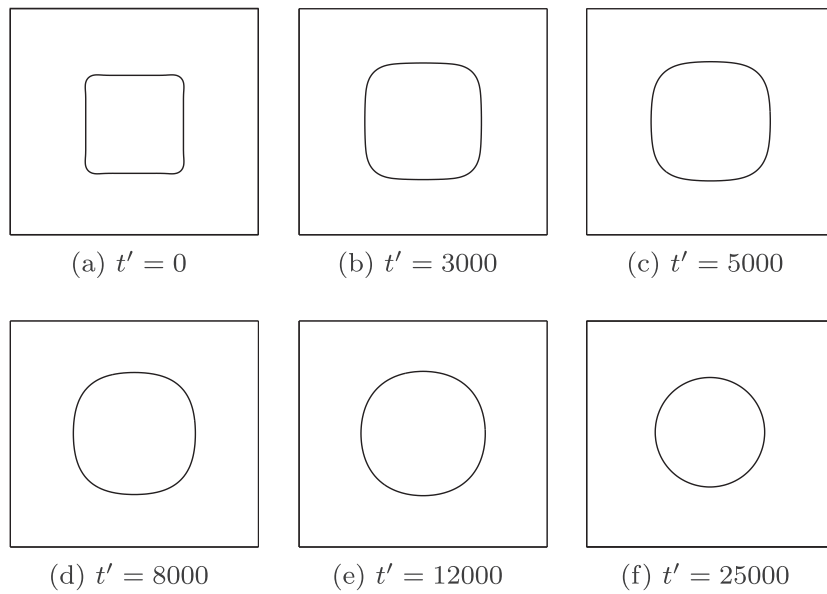 (a) t′ = 0
(b) t′ = 3000
(c) t′ = 5000
(d) t′ = 8000
(e) t′ = 12000
(f) t′ = 25000